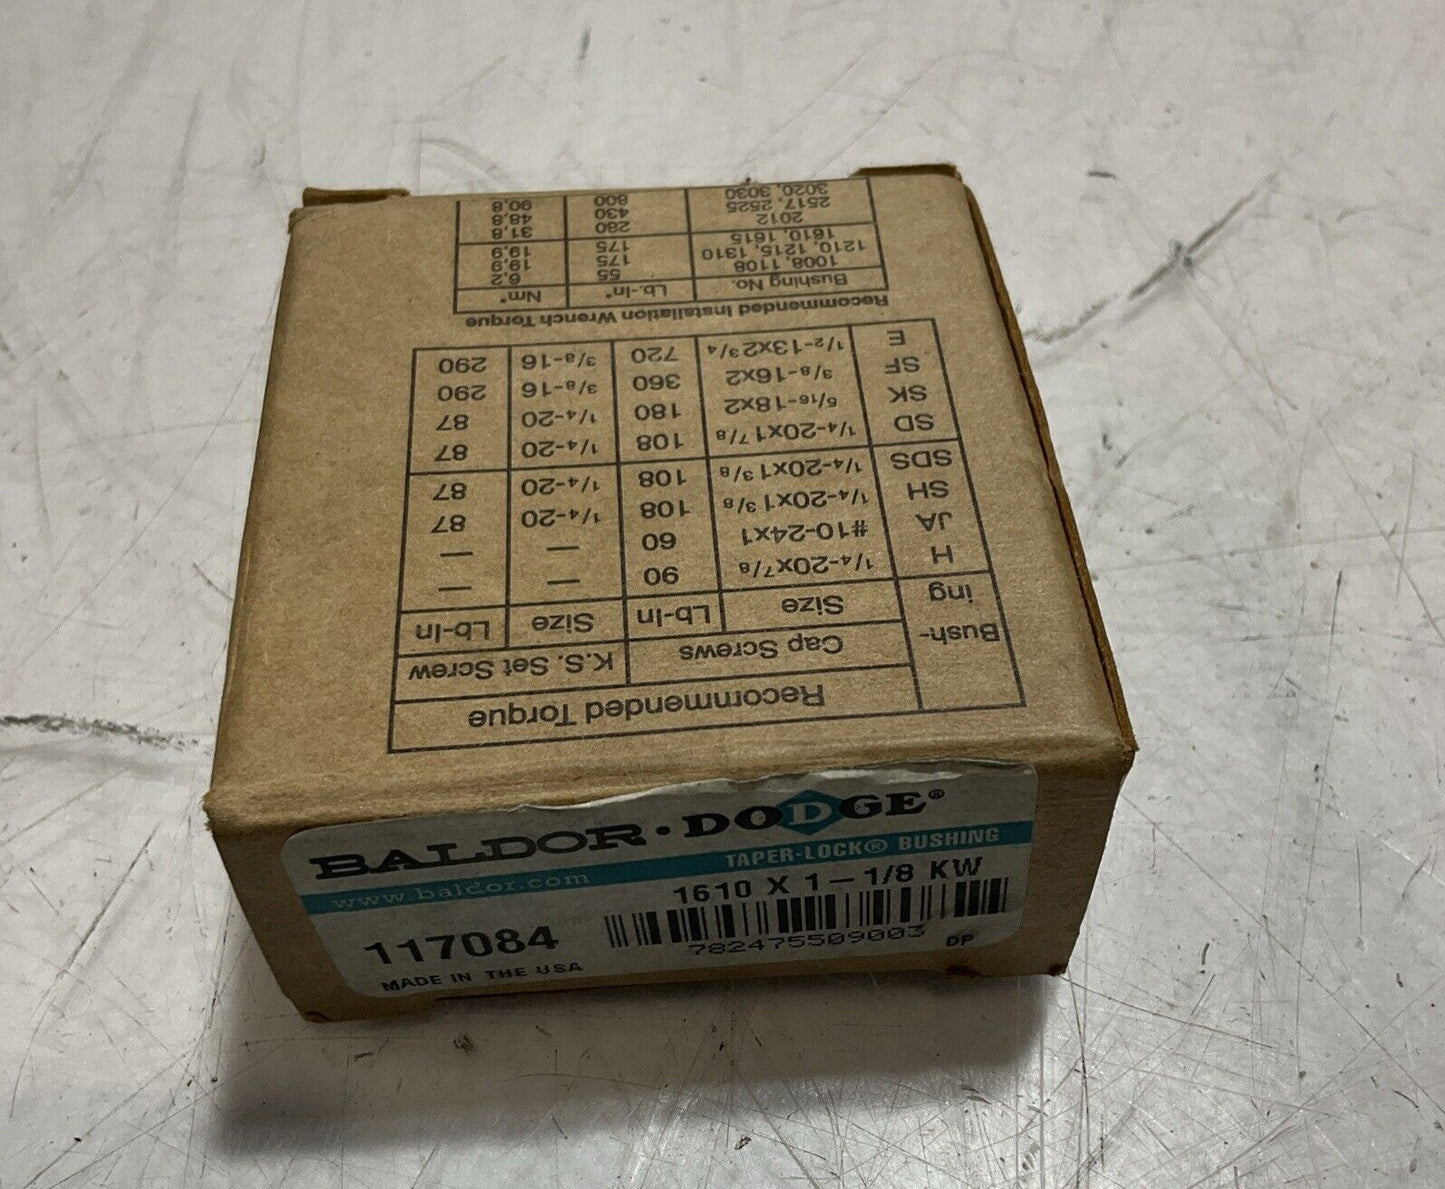 Recommended Torque
Bush-ing | Cap Screws | K.S. Set Screw
Size | Lb-In | Size | Lb-In
H | 1/4-20x7/8 | 90 | — | —
JA | #10-24x1 | 60 | — | —
SH | 1/4-20x1 3/8 | 108 | 1/4-20 | 87
SDS | 1/4-20x1 3/8 | 108 | 1/4-20 | 87
SD | 1/4-20x1 7/8 | 108 | 1/4-20 | 87
SK | 5/16-18x2 | 180 | 1/4-20 | 87
SF | 3/8-16x2 | 360 | 3/8-16 | 290
E | 1/2-13x2 3/4 | 720 | 3/8-16 | 290
Recommended Installation Wrench Torque
Bushing No. | Lb.-In* | Nm*
1008, 1108 | 55 | 6,2
1210, 1215, 1310 | 175 | 19,9
1610, 1615 | 175 | 19,9
2012 | 280 | 31,8
2517, 2525 | 430 | 48,8
3020, 3030 | 800 | 90,8
BALDOR·DODGE®
TAPER-LOCK® BUSHING
www.baldor.com
1610 X 1-1/8 KW
117084
782475509003 DP
MADE IN THE USA